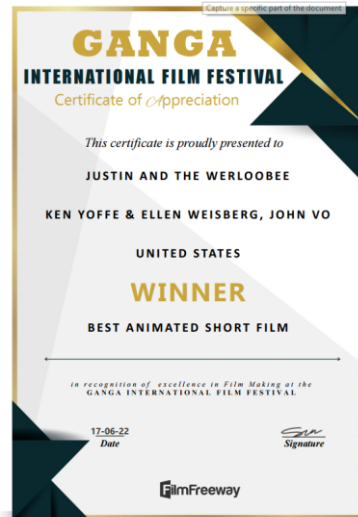 Capture a specific part of the document
GANGA
INTERNATIONAL FILM FESTIVAL
Certificate of Appreciation
This certificate is proudly presented to
JUSTIN AND THE WERLOOBEE
KEN YOFFE & ELLEN WEISBERG, JOHN VO
UNITED STATES
WINNER
BEST ANIMATED SHORT FILM
in recognition of excellence in Film Making at the
GANGA INTERNATIONAL FILM FESTIVAL
17-06-22
Date
Signature
FilmFreeway